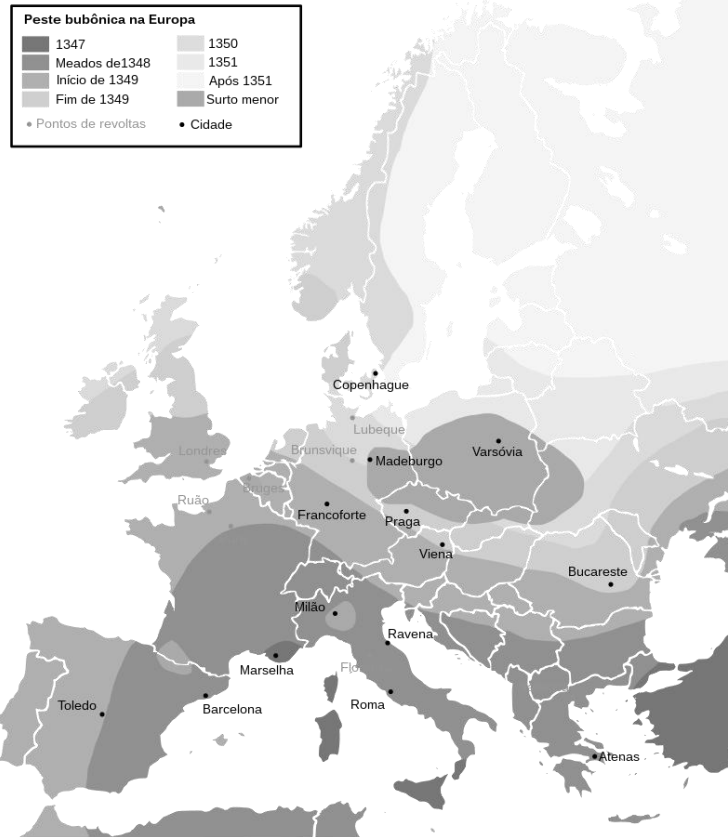 Peste bubônica na Europa
1347
Meados de1348
Início de 1349
Fim de 1349
1350
1351
Após 1351
Surto menor
Pontos de revoltas
Cidade
Copenhague
Lubeque
Londres
Brunsvique
Madeburgo
Varsóvia
Bruges
Ruão
Francoforte
Praga
Viena
Bucareste
Milão
Ravena
Marselha
Flo
Toledo
Barcelona
Roma
Atenas